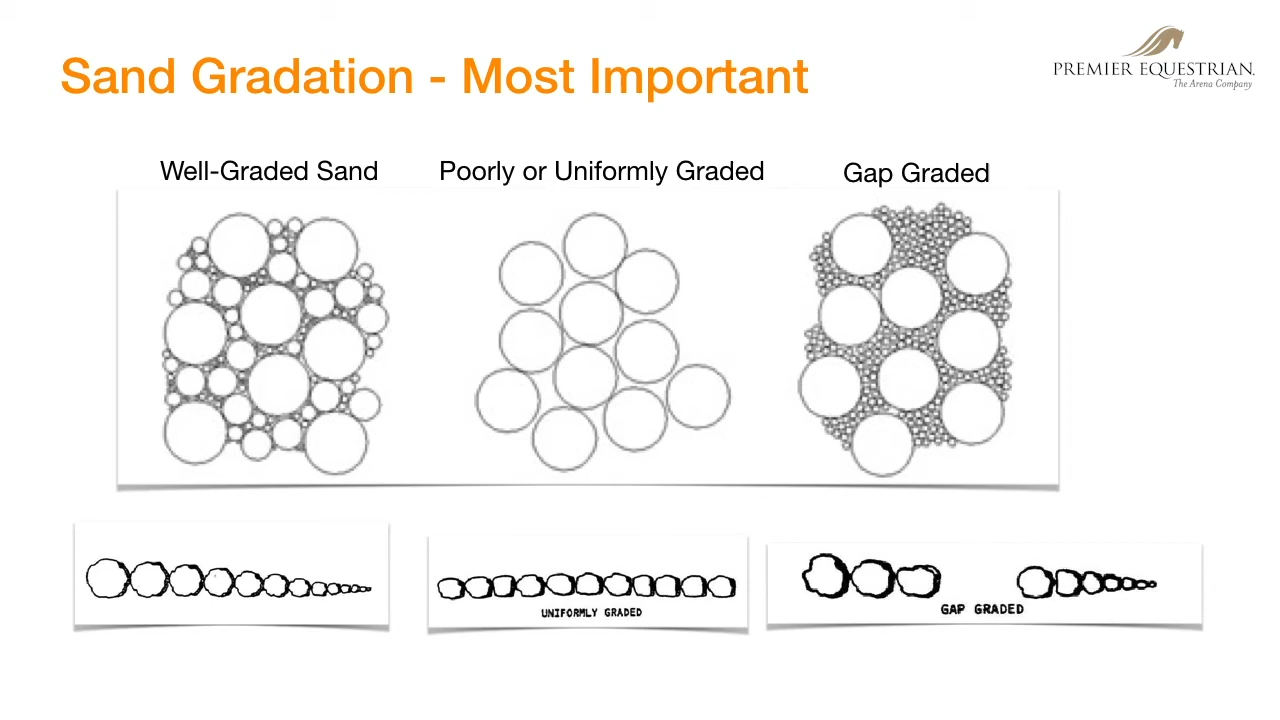 Sand Gradation - Most Important
PREMIER EQUESTRIAN.
The Arena Company
Well-Graded Sand
Poorly or Uniformly Graded
Gap Graded
UNIFORMLY GRADED
GAP GRADED